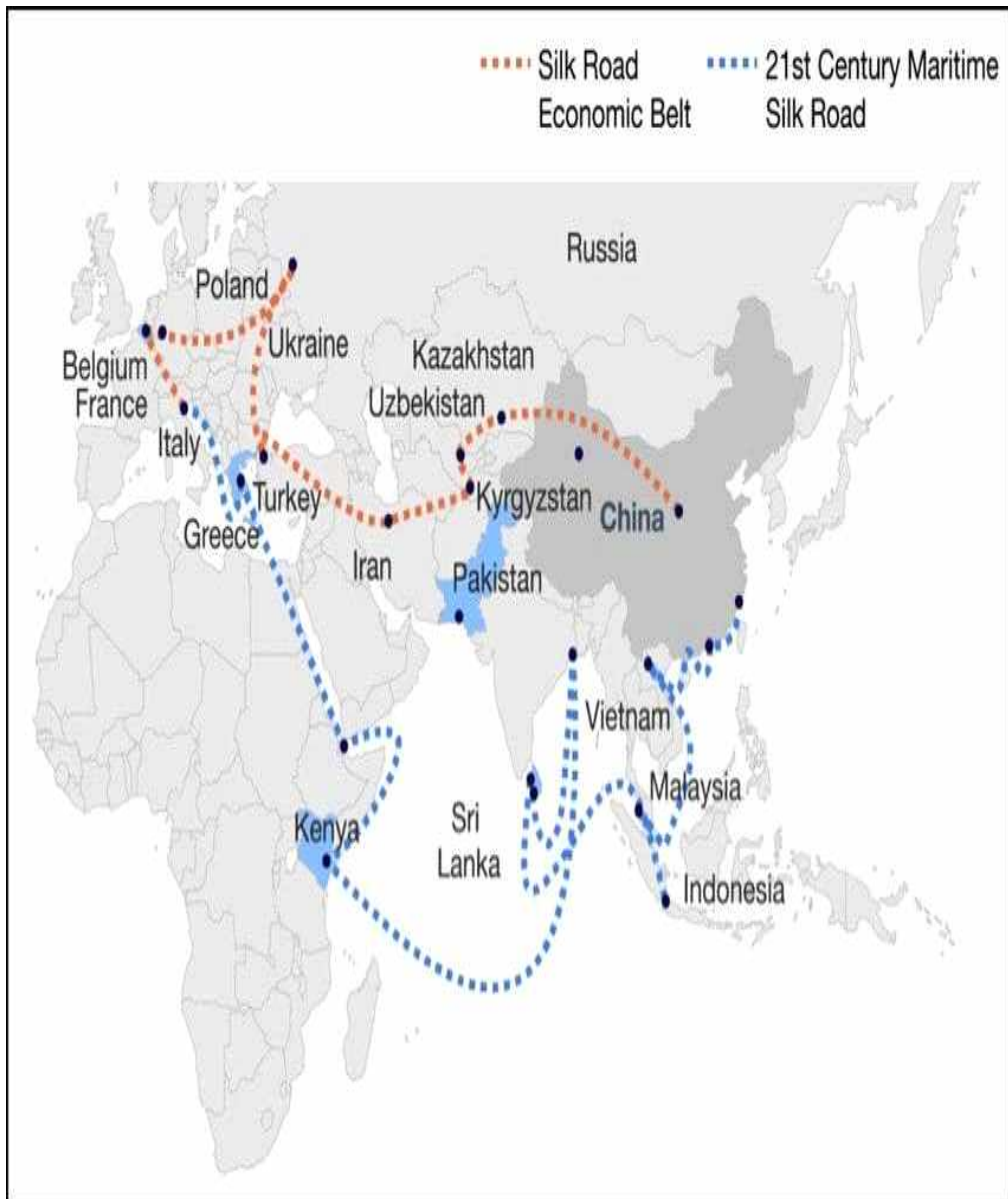 Silk Road
Economic Belt
21st Century Maritime
Silk Road
Russia
Poland
Ukraine
Kazakhstan
Belgium
France
Uzbekistan
Italy
Turkey
Kyrgyzstan
China
Greece
Iran
Pakistan
Vietnam
Malaysia
Kenya
Sri
Lanka
Indonesia